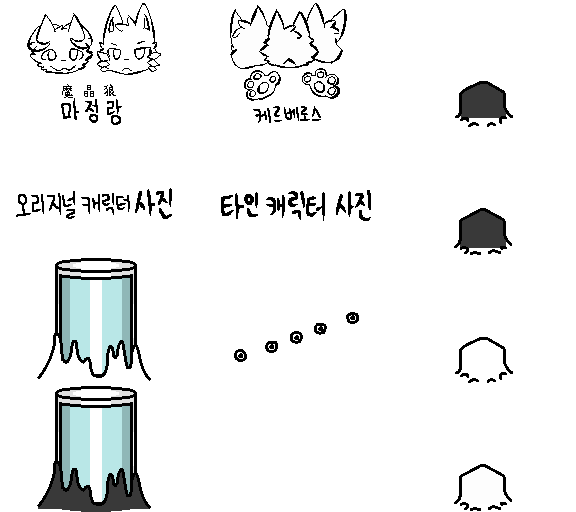 魔晶狼
마정랑
케르베로스
오리지널 캐릭터 사진
타인 캐릭터 사진